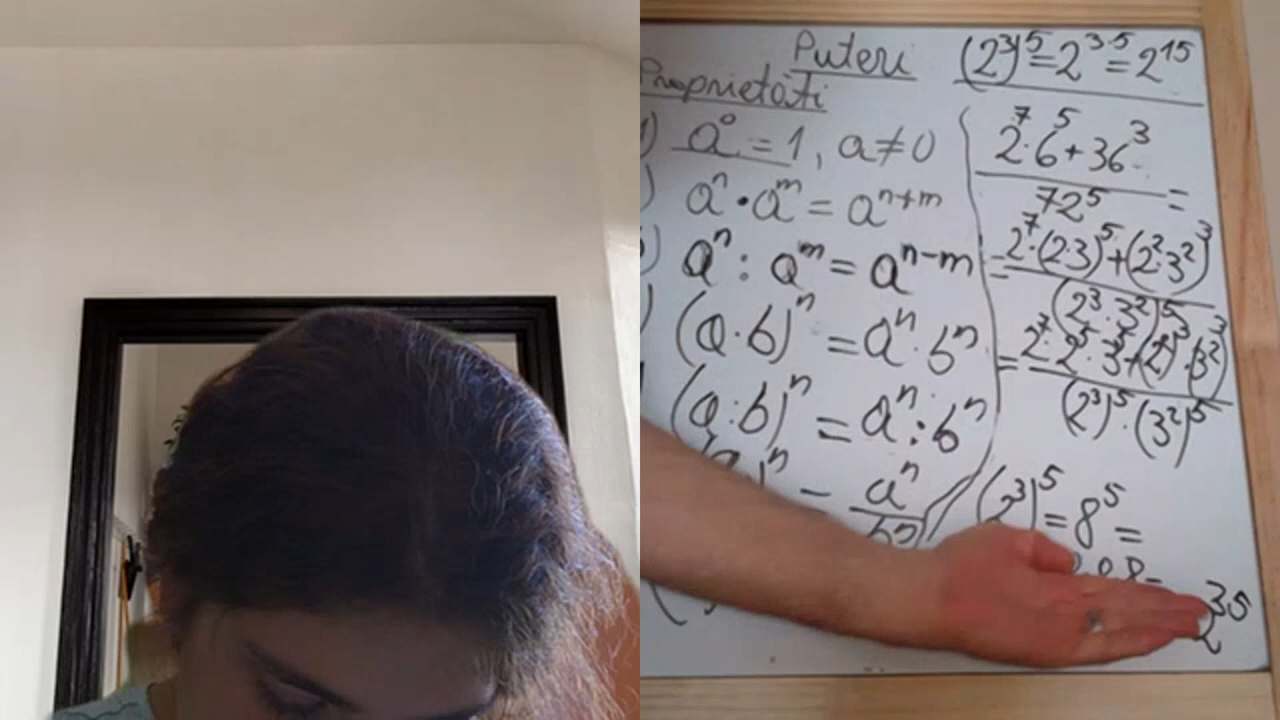 Puteri
Proprietăți
a⁰ = 1, a ≠ 0
aⁿ · aᵐ = aⁿ⁺ᵐ
aⁿ : aᵐ = aⁿ⁻ᵐ
(a·b)ⁿ = aⁿ · bⁿ
(a:b)ⁿ = aⁿ : bⁿ
(2³)⁵ = 2³·⁵ = 2¹⁵
2⁷·6⁵+36³
72⁵ =
= 2⁷·(2·3)⁵+(2²·3²)³
(2³·3²)⁵
= 2⁷·2⁵·3⁵+(2²)³·(3²)³
(2³)⁵·(3²)⁵
(2³)⁵ = 8⁵ =
2³·⁵